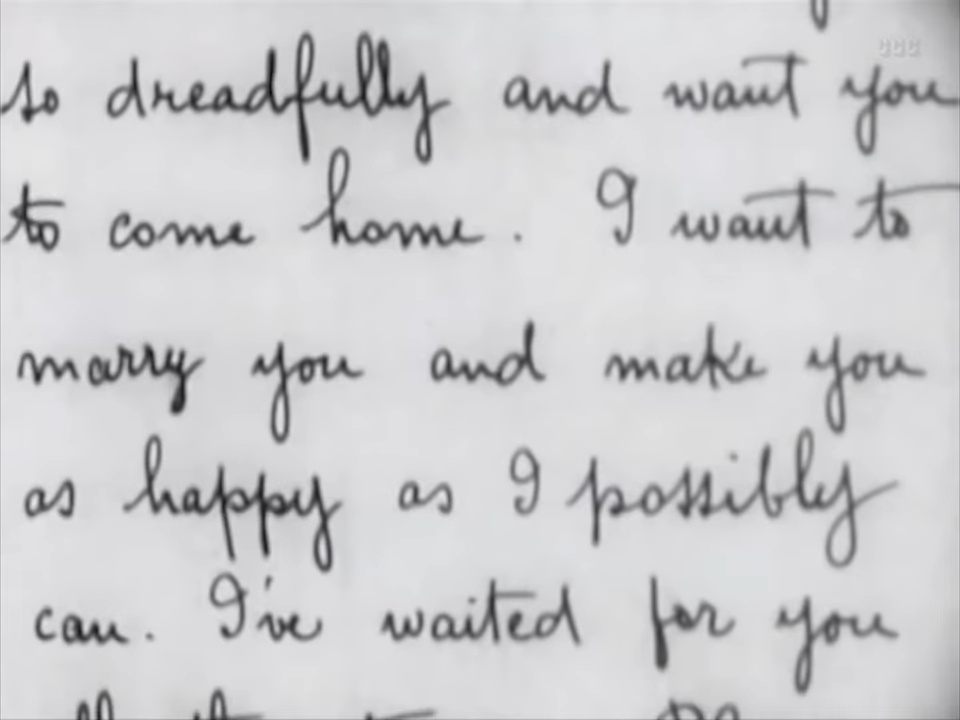 ccc
so dreadfully and want you
to come home. I want to
marry you and make you
as happy as I possibly
can. I've waited for you